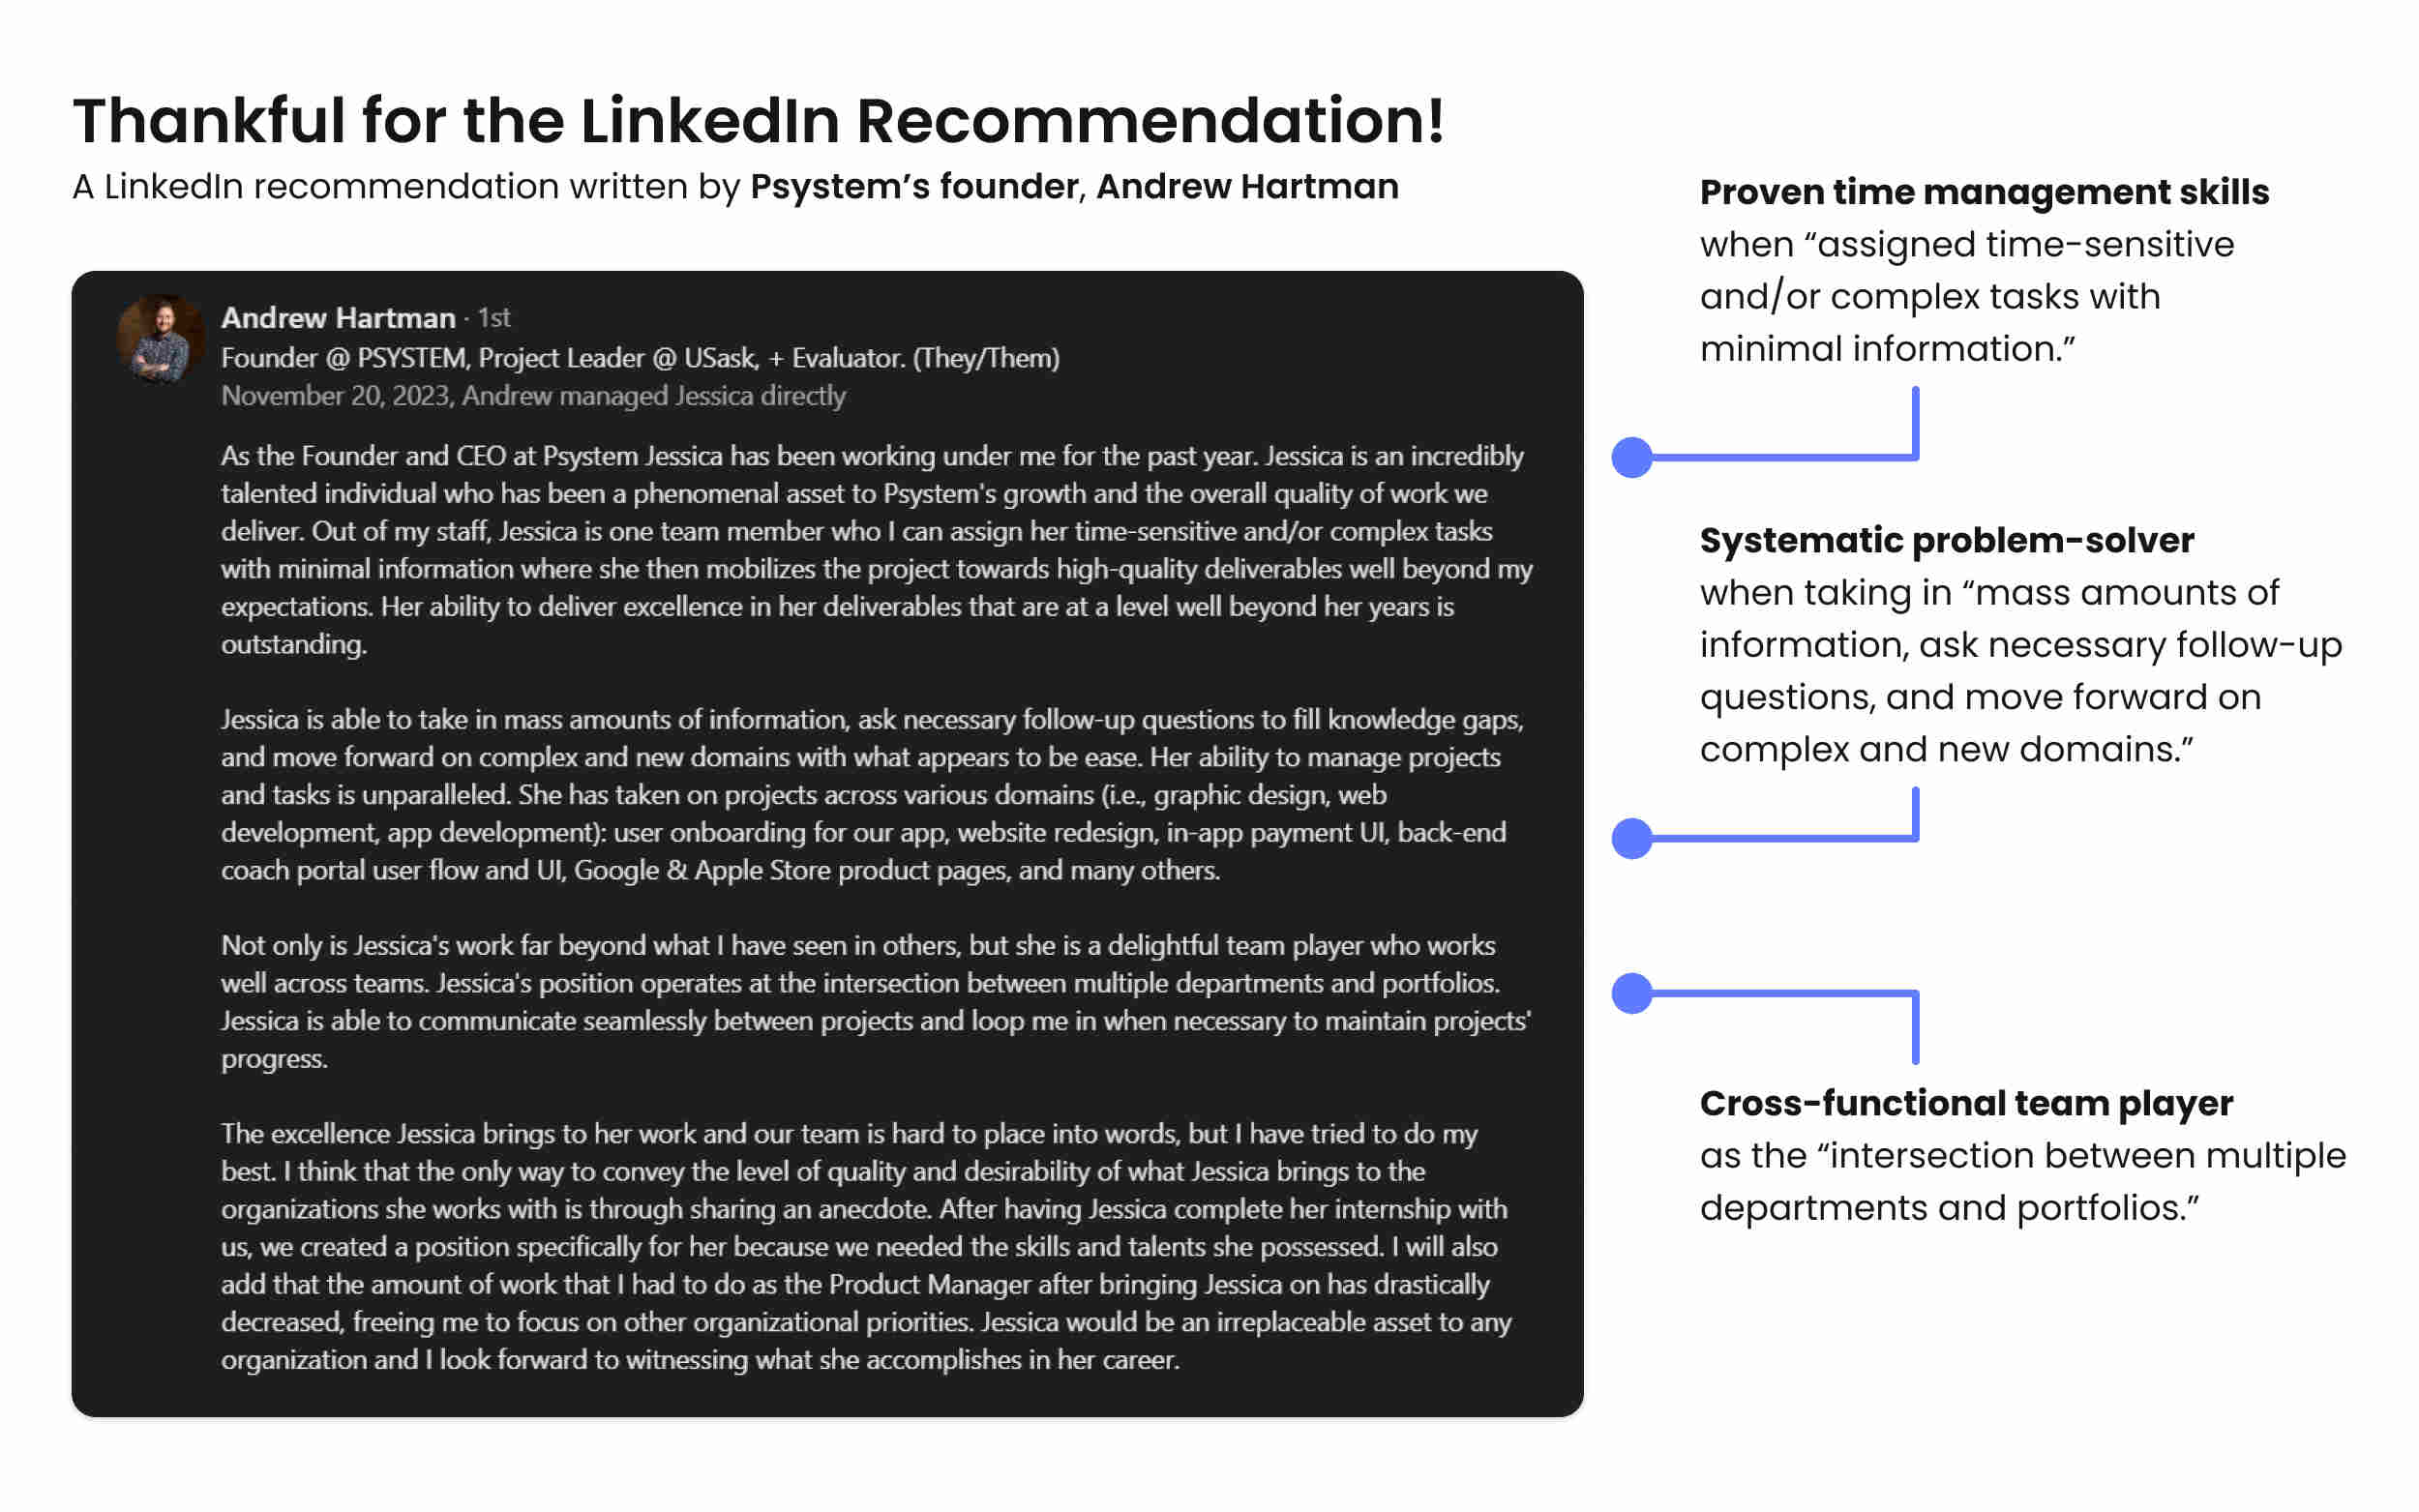 Thankful for the LinkedIn Recommendation!
A LinkedIn recommendation written by Psystem’s founder, Andrew Hartman
Andrew Hartman · 1st
Founder @ PSYSTEM, Project Leader @ USask, + Evaluator. (They/Them)
November 20, 2023, Andrew managed Jessica directly
As the Founder and CEO at Psystem Jessica has been working under me for the past year. Jessica is an incredibly
talented individual who has been a phenomenal asset to Psystem's growth and the overall quality of work we
deliver. Out of my staff, Jessica is one team member who I can assign her time-sensitive and/or complex tasks
with minimal information where she then mobilizes the project towards high-quality deliverables well beyond my
expectations. Her ability to deliver excellence in her deliverables that are at a level well beyond her years is
outstanding.
Jessica is able to take in mass amounts of information, ask necessary follow-up questions to fill knowledge gaps,
and move forward on complex and new domains with what appears to be ease. Her ability to manage projects
and tasks is unparalleled. She has taken on projects across various domains (i.e., graphic design, web
development, app development): user onboarding for our app, website redesign, in-app payment UI, back-end
coach portal user flow and UI, Google & Apple Store product pages, and many others.
Not only is Jessica's work far beyond what I have seen in others, but she is a delightful team player who works
well across teams. Jessica's position operates at the intersection between multiple departments and portfolios.
Jessica is able to communicate seamlessly between projects and loop me in when necessary to maintain projects'
progress.
The excellence Jessica brings to her work and our team is hard to place into words, but I have tried to do my
best. I think that the only way to convey the level of quality and desirability of what Jessica brings to the
organizations she works with is through sharing an anecdote. After having Jessica complete her internship with
us, we created a position specifically for her because we needed the skills and talents she possessed. I will also
add that the amount of work that I had to do as the Product Manager after bringing Jessica on has drastically
decreased, freeing me to focus on other organizational priorities. Jessica would be an irreplaceable asset to any
organization and I look forward to witnessing what she accomplishes in her career.
Proven time management skills
when “assigned time-sensitive
and/or complex tasks with
minimal information.”
Systematic problem-solver
when taking in “mass amounts of
information, ask necessary follow-up
questions, and move forward on
complex and new domains.”
Cross-functional team player
as the “intersection between multiple
departments and portfolios.”